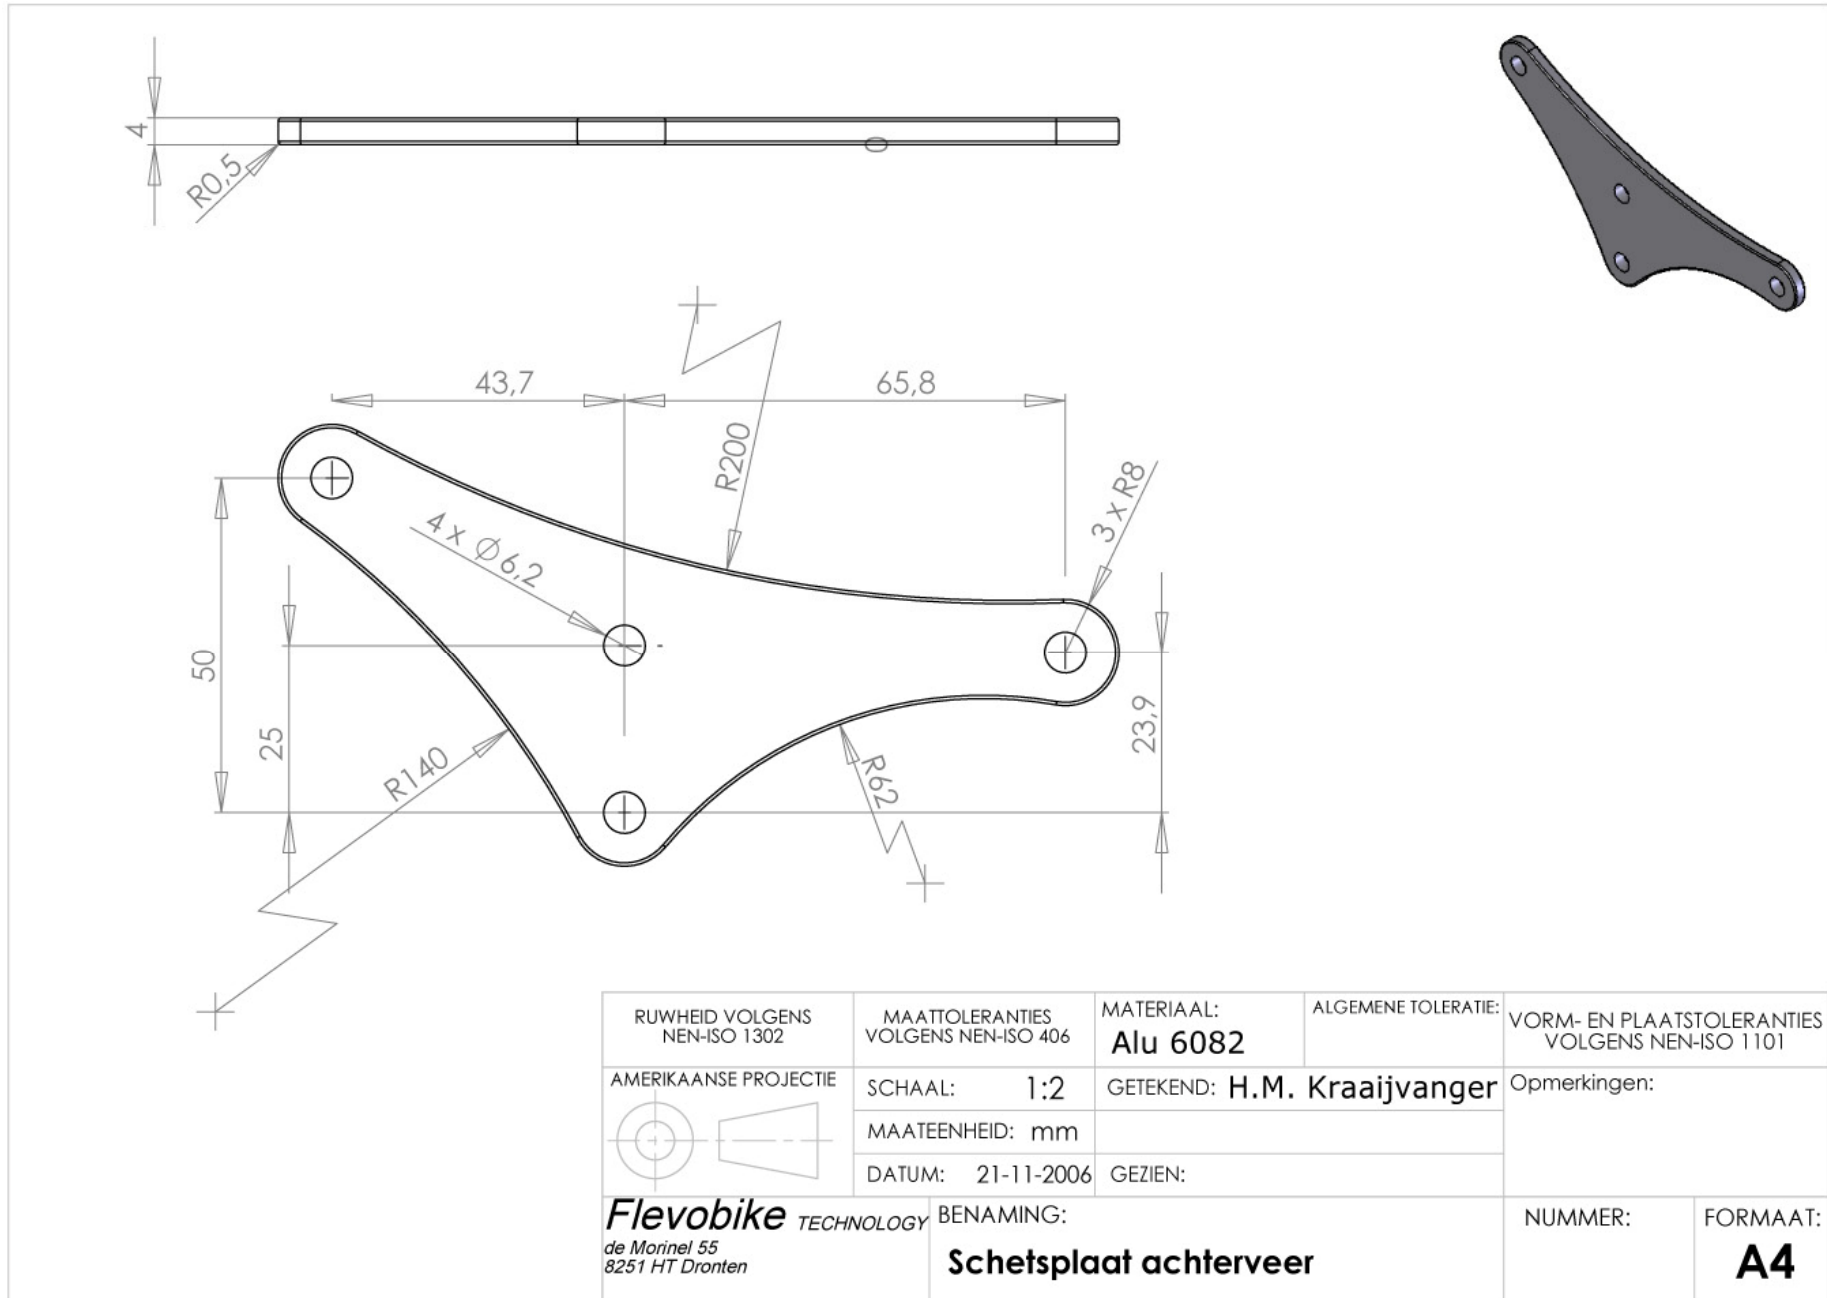 4
R0,5
43,7
65,8
R200
3 x R8
4 x Ø6,2
50
25
23,9
R140
R62
RUWHEID VOLGENS
NEN-ISO 1302
MAATTOLERANTIES
VOLGENS NEN-ISO 406
MATERIAAL:
Alu 6082
ALGEMENE TOLERATIE:
VORM- EN PLAATSTOLERANTIES
VOLGENS NEN-ISO 1101
AMERIKAANSE PROJECTIE
SCHAAL: 1:2
GETEKEND: H.M. Kraaijvanger
Opmerkingen:
MAATEENHEID: mm
DATUM: 21-11-2006
GEZIEN:
Flevobike TECHNOLOGY
de Morinel 55
8251 HT Dronten
BENAMING:
Schetsplaat achterveer
NUMMER:
FORMAAT:
A4